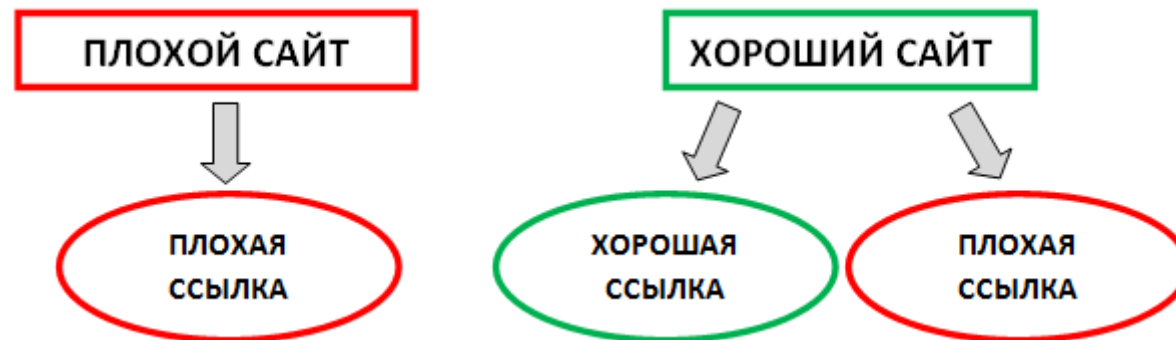 ПЛОХОЙ САЙТ
ХОРОШИЙ САЙТ
ПЛОХАЯ
ССЫЛКА
ХОРОШАЯ
ССЫЛКА
ПЛОХАЯ
ССЫЛКА